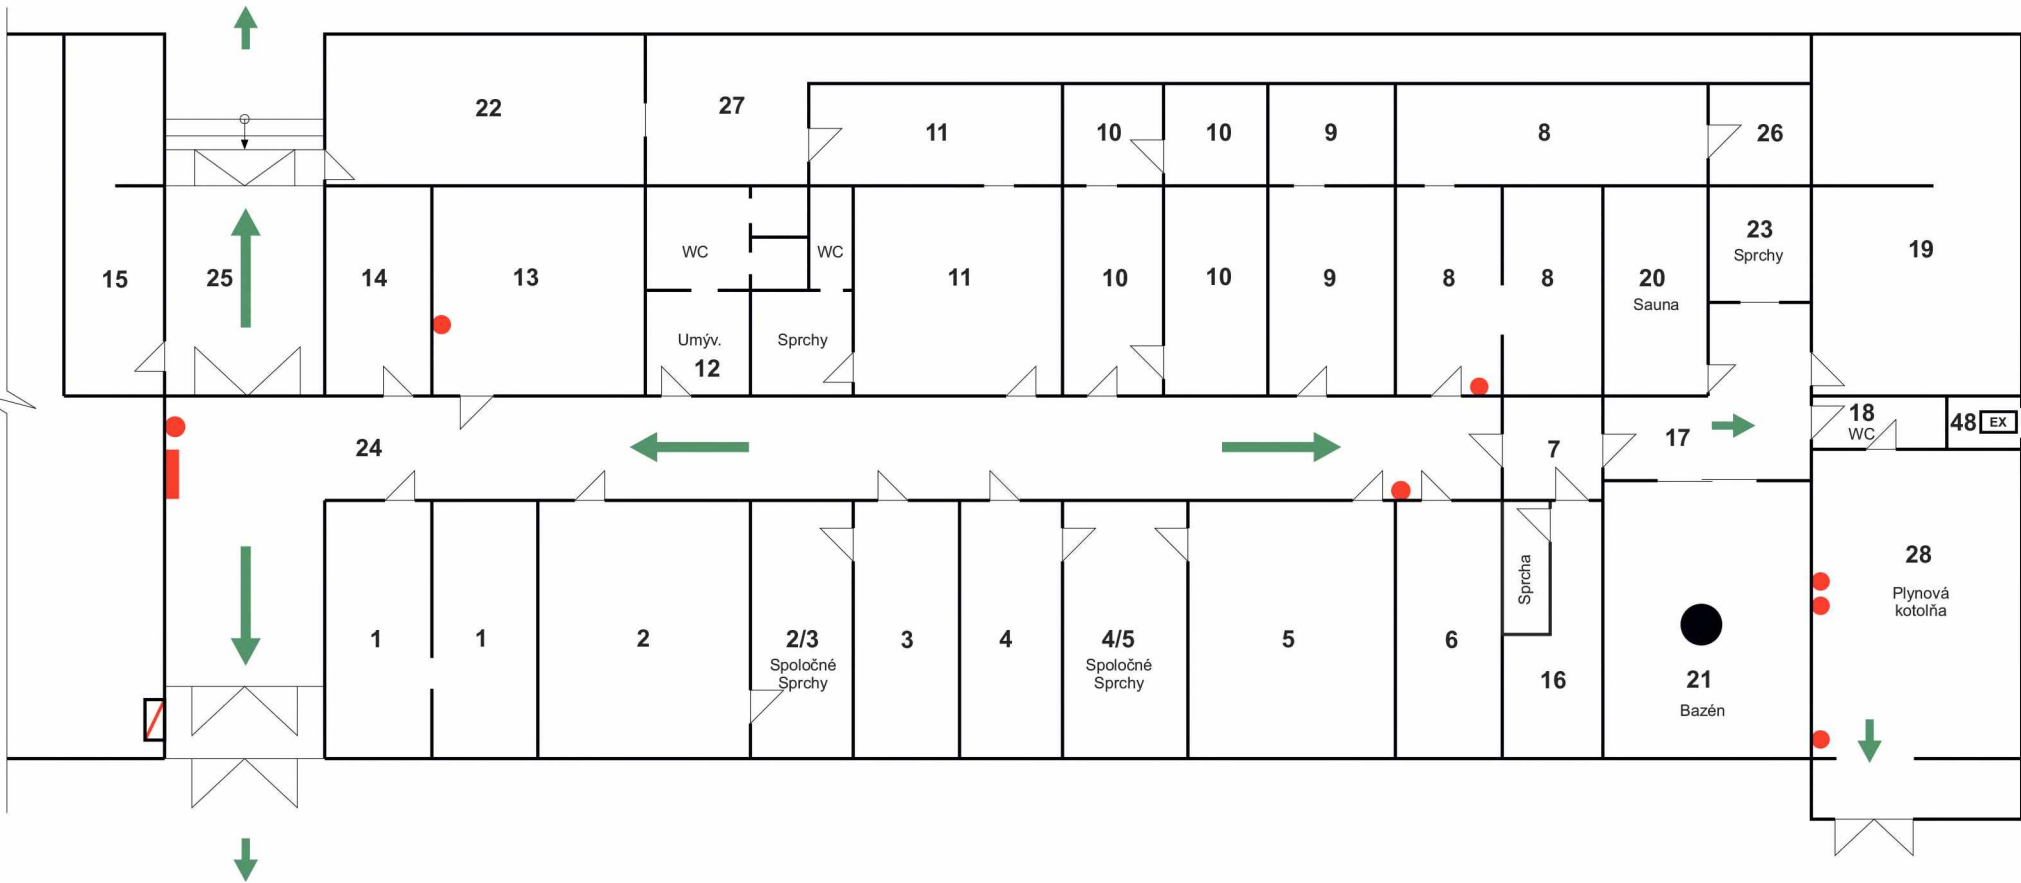 22
27
11
10
10
9
8
26
15
25
14
13
WC
WC
11
10
10
9
8
8
20
Sauna
23
Sprchy
19
Umýv.
12
Sprchy
24
7
17
18
WC
48
EX
1
1
2
2/3
Spoločné
Sprchy
3
4
4/5
Spoločné
Sprchy
5
6
Sprcha
16
21
Bazén
28
Plynová
kotolňa